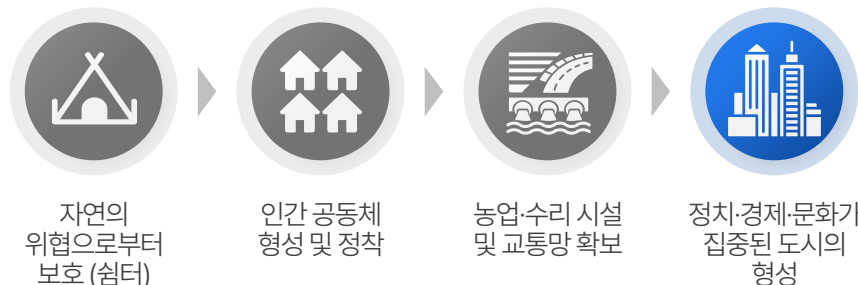 자연의
위협으로부터
보호 (쉼터)
인간 공동체
형성 및 정착
농업·수리 시설
및 교통망 확보
정치·경제·문화가
집중된 도시의
형성